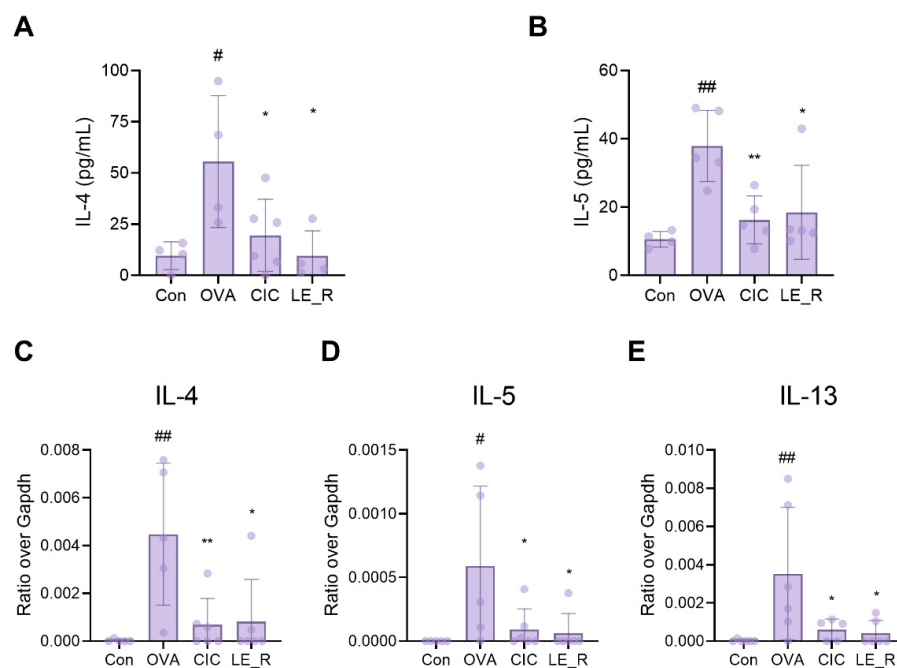 A
#
100
75
50
25
0
IL-4 (pg/mL)
*
*
Con OVA CIC LE_R
B
##
60
40
20
0
IL-5 (pg/mL)
**
*
Con OVA CIC LE_R
C
IL-4
##
0.008
0.006
0.004
0.002
0.000
Ratio over Gapdh
**
*
Con OVA CIC LE_R
D
IL-5
#
0.0015
0.0010
0.0005
0.0000
Ratio over Gapdh
*
*
Con OVA CIC LE_R
E
IL-13
##
0.010
0.008
0.006
0.004
0.002
0.000
Ratio over Gapdh
*
*
Con OVA CIC LE_R